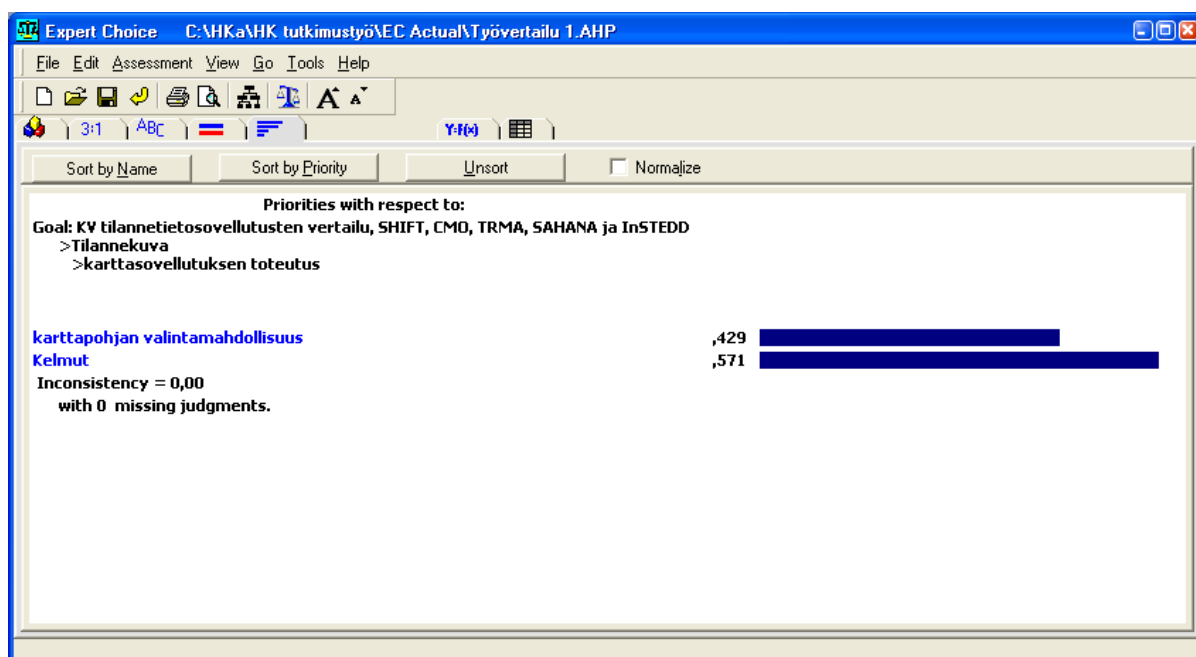 Expert Choice C:\HKa\HK tutkimustyö\EC Actual\Työvertailu 1.AHP
File Edit Assessment View Go Tools Help
A A
3:1 ABC Y=F(x)
Sort by Name Sort by Priority Unsort Normalize
Priorities with respect to:
Goal: KV tilannetietosovellutusten vertailu, SHIFT, CMO, TRMA, SAHANA ja InSTEDD
>Tilannekuva
>karttasovellutuksen toteutus
karttapohjan valintamahdollisuus ,429
Kelmut ,571
Inconsistency = 0,00
with 0 missing judgments.